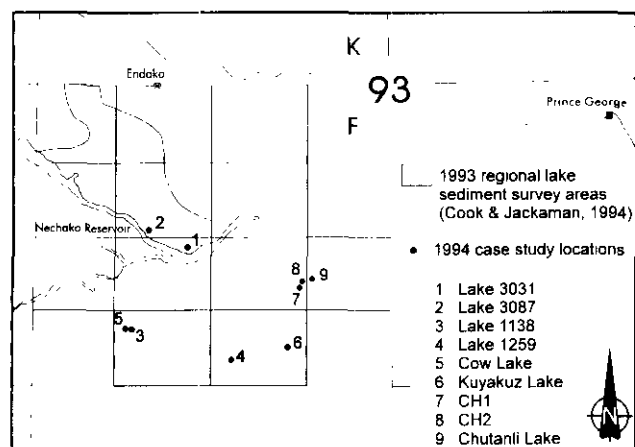 K
93
F
Endako
Prince George
Nechako Reservoir
2
1
8
9
7
5
3
4
6
1993 regional lake
sediment survey areas
(Cook & Jackaman, 1994)
1994 case study locations
1 Lake 3031
2 Lake 3087
3 Lake 1138
4 Lake 1259
5 Cow Lake
6 Kuyakuz Lake
7 CH1
8 CH2
9 Chutanli Lake
N